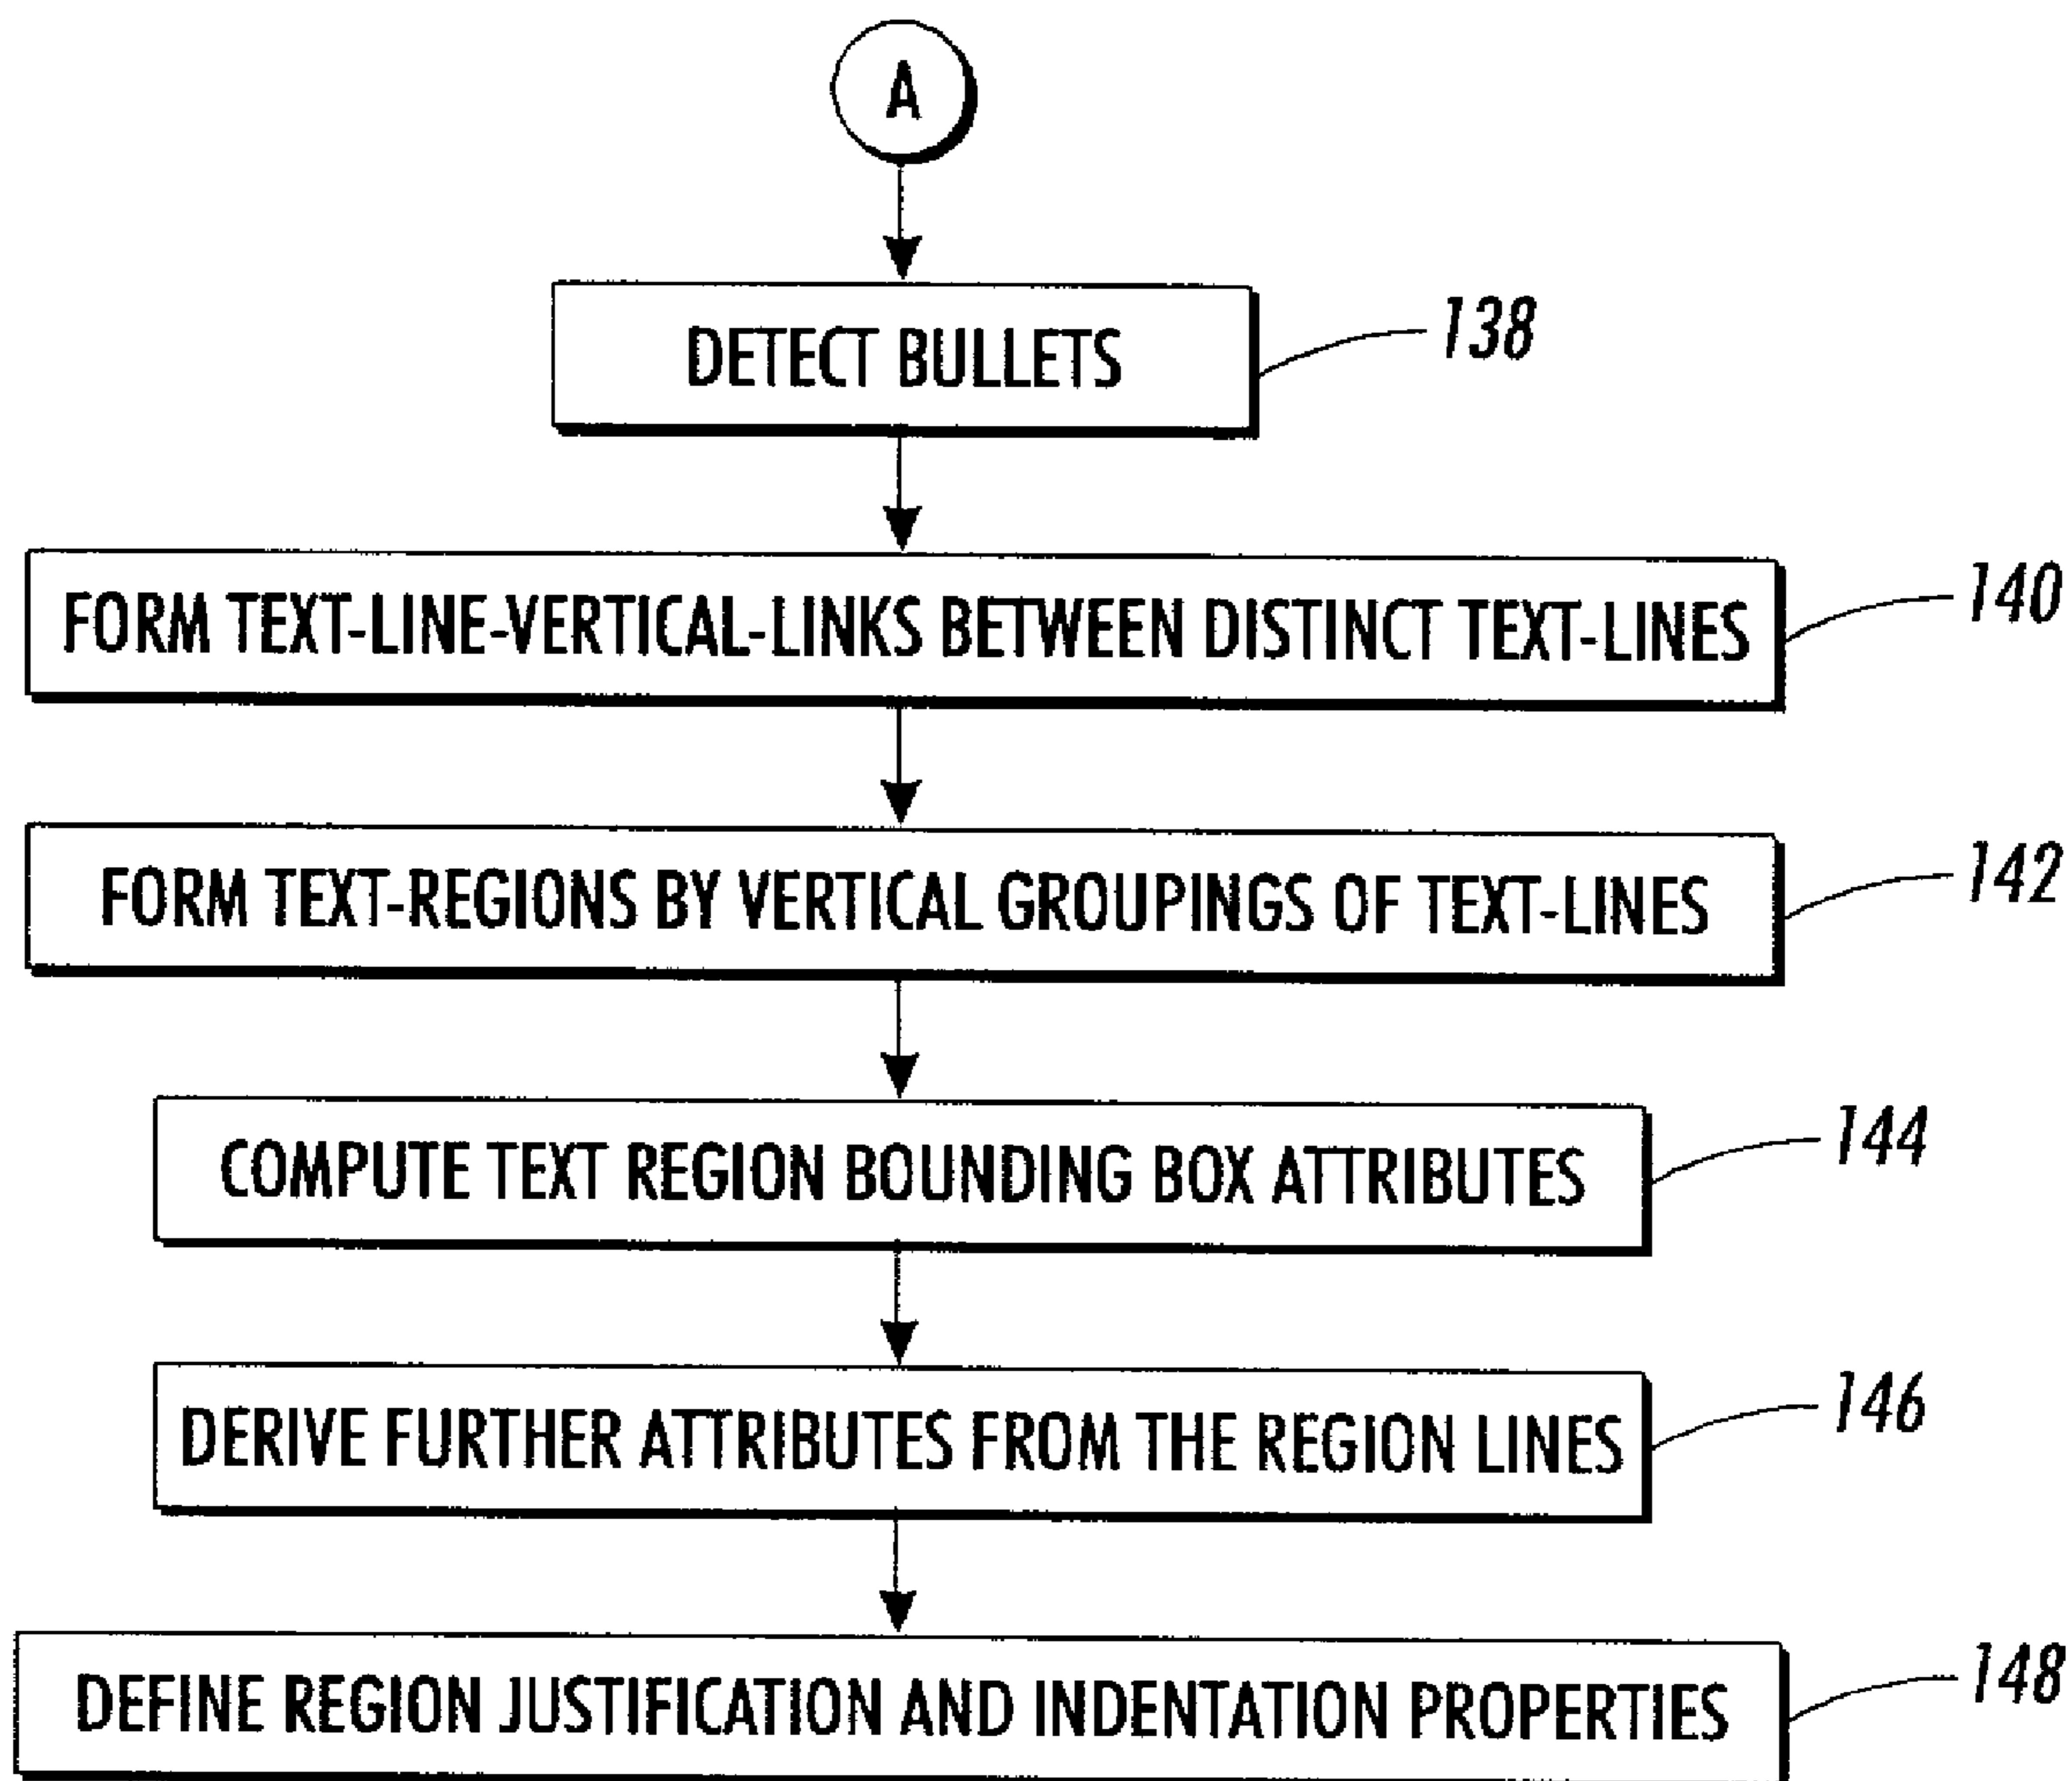 A
DETECT BULLETS
138
FORM TEXT-LINE-VERTICAL-LINKS BETWEEN DISTINCT TEXT-LINES
140
FORM TEXT-REGIONS BY VERTICAL GROUPINGS OF TEXT-LINES
142
COMPUTE TEXT REGION BOUNDING BOX ATTRIBUTES
144
DERIVE FURTHER ATTRIBUTES FROM THE REGION LINES
146
DEFINE REGION JUSTIFICATION AND INDENTATION PROPERTIES
148